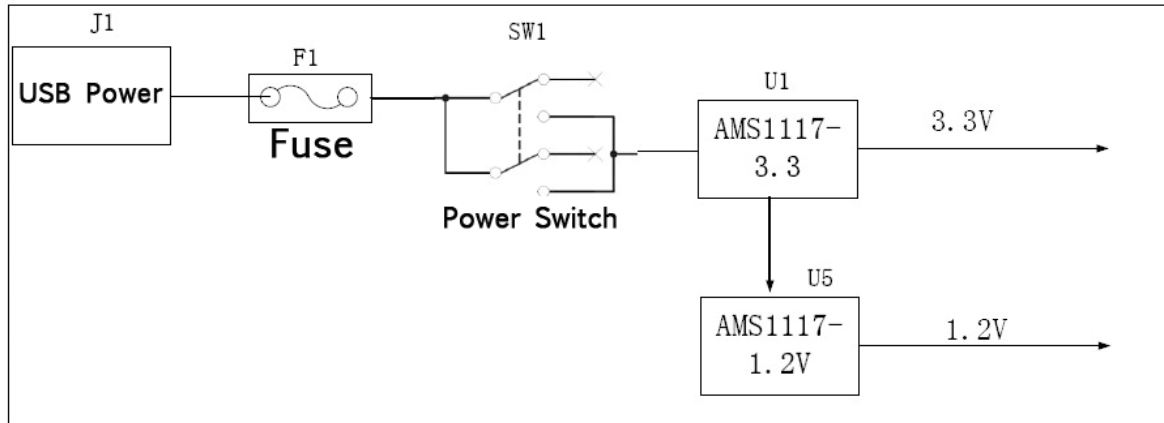 J1
USB Power
F1
Fuse
SW1
Power Switch
U1
AMS1117-
3.3
3.3V
U5
AMS1117-
1.2V
1.2V